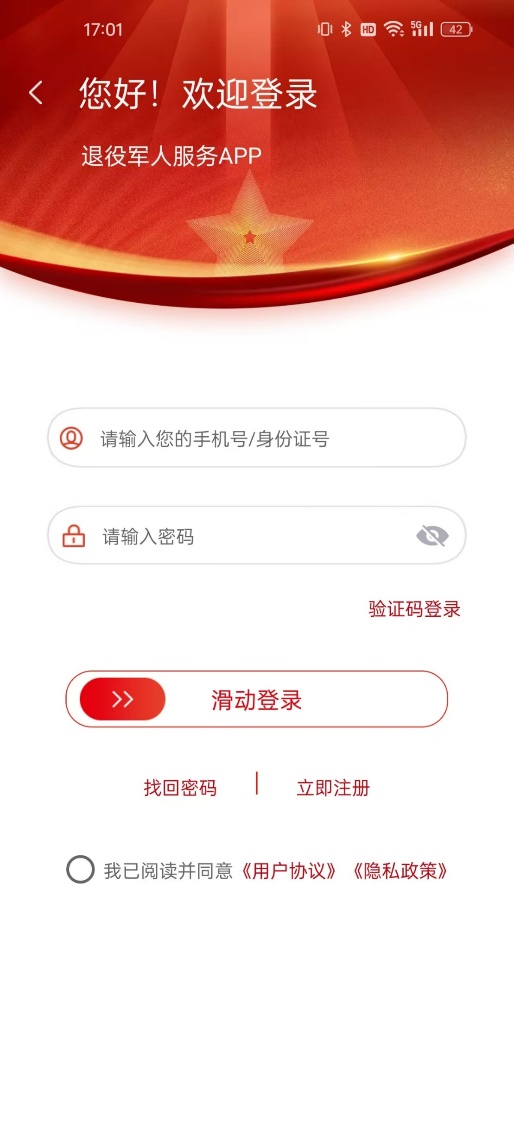 17:01
HD 5G 42
您好！欢迎登录
退役军人服务APP
请输入您的手机号/身份证号
请输入密码
验证码登录
滑动登录
找回密码 | 立即注册
我已阅读并同意《用户协议》《隐私政策》